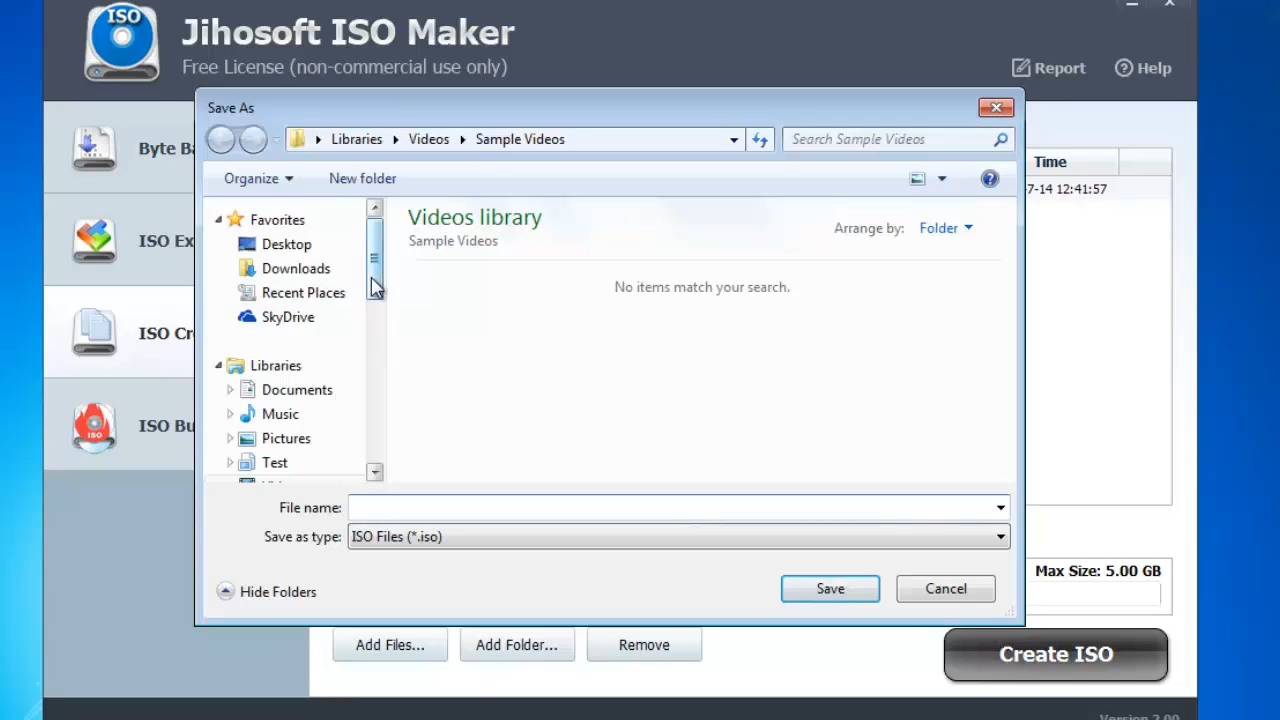 ISO
Jihosoft ISO Maker
Free License (non-commercial use only)
Report
Help
Save As
Libraries
Videos
Sample Videos
Search Sample Videos
Organize
New folder
Byte Ba
Time
7-14 12:41:57
Favorites
Desktop
Downloads
Recent Places
SkyDrive
Libraries
Documents
Music
Pictures
Test
Videos library
Sample Videos
Arrange by:
Folder
No items match your search.
ISO Ex
ISO Cr
ISO
ISO Bu
File name:
Save as type:
ISO Files (*.iso)
Hide Folders
Save
Cancel
Max Size: 5.00 GB
Add Files...
Add Folder...
Remove
Create ISO
Version 2.00